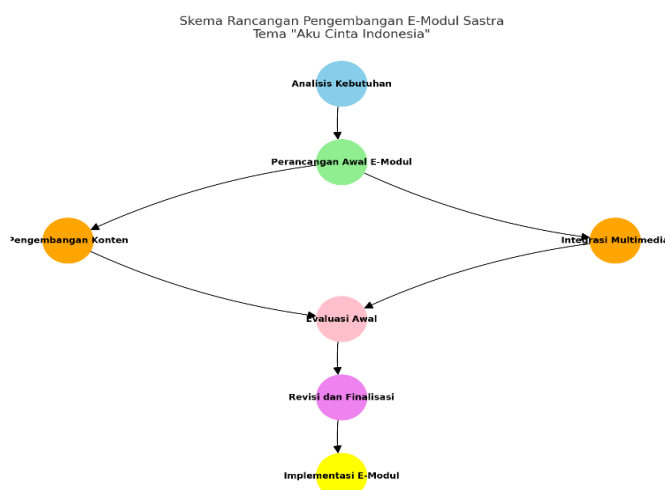 Skema Rancangan Pengembangan E-Modul Sastra
Tema "Aku Cinta Indonesia"
Analisis Kebutuhan
Perancangan Awal E-Modul
Pengembangan Konten
Integrasi Multimedia
Evaluasi Awal
Revisi dan Finalisasi
Implementasi E-Modul